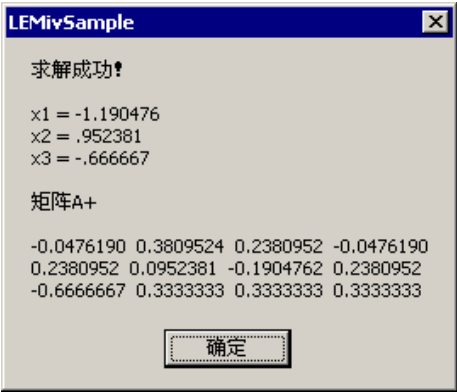 LEMivSample
求解成功!
x1 = -1.190476
x2 = .952381
x3 = -.666667
矩阵A+
-0.0476190 0.3809524 0.2380952 -0.0476190
0.2380952 0.0952381 -0.1904762 0.2380952
-0.6666667 0.3333333 0.3333333 0.3333333
确定